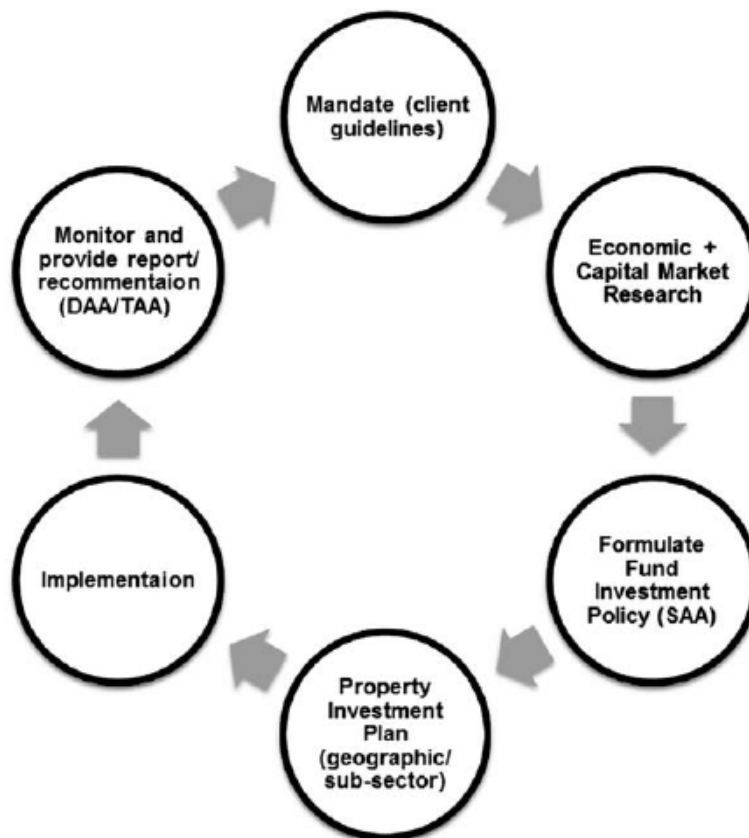 Mandate (client
guidelines)
Economic +
Capital Market
Research
Formulate
Fund
Investment
Policy (SAA)
Property
Investment
Plan
(geographic/
sub-sector)
Implementaion
Monitor and
provide report/
recommentaion
(DAA/TAA)